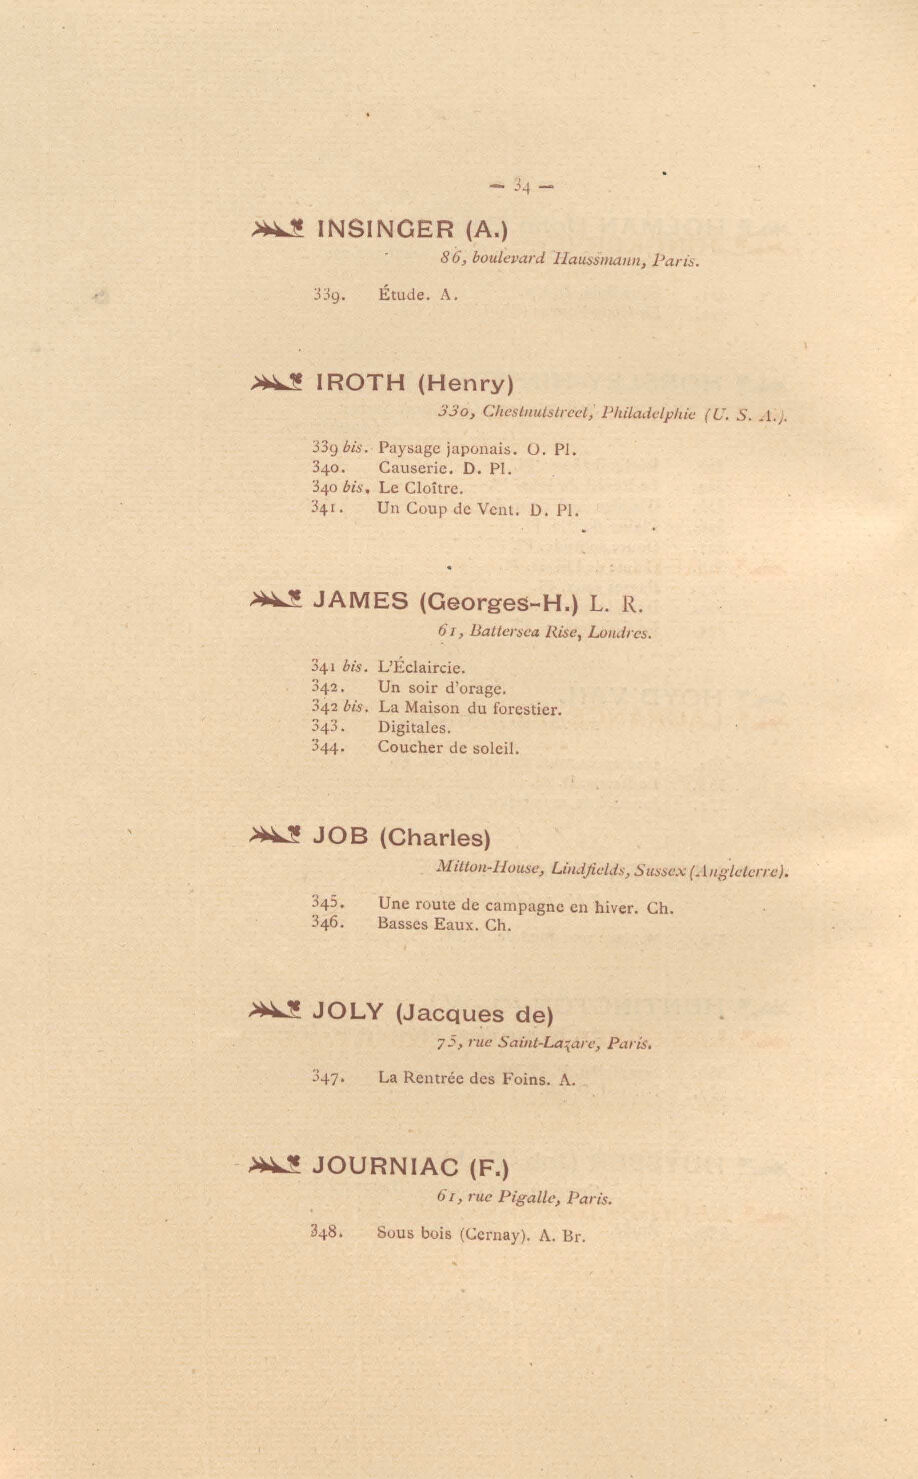 — 34 —
INSINGER (A.)
86, boulevard Haussmann, Paris.
339. Étude. A.
IROTH (Henry)
330, Chestnutstreet, Philadelphie (U. S. A.).
339 bis. Paysage japonais. O. Pl.
340. Causerie. D. Pl.
340 bis. Le Cloître.
341. Un Coup de Vent. D. Pl.
JAMES (Georges-H.) L. R.
61, Battersea Rise, Londres.
341 bis. L'Éclaircie.
342. Un soir d'orage.
342 bis. La Maison du forestier.
343. Digitales.
344. Coucher de soleil.
JOB (Charles)
Mitton-House, Lindfields, Sussex (Angleterre).
345. Une route de campagne en hiver. Ch.
346. Basses Eaux. Ch.
JOLY (Jacques de)
75, rue Saint-Lazare, Paris.
347. La Rentrée des Foins. A.
JOURNIAC (F.)
61, rue Pigalle, Paris.
348. Sous bois (Cernay). A. Br.